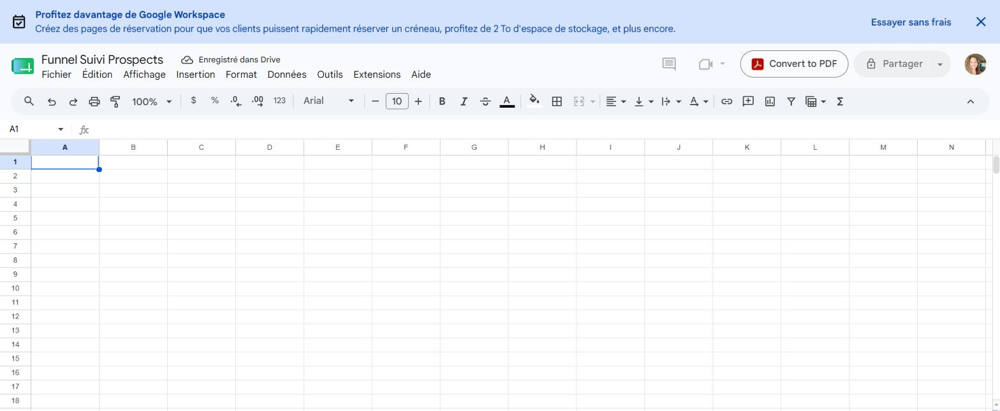 Profitez davantage de Google Workspace
Créez des pages de réservation pour que vos clients puissent rapidement réserver un créneau, profitez de 2 To d'espace de stockage, et plus encore.
Essayer sans frais
Funnel Suivi Prospects
Enregistré dans Drive
Fichier Édition Affichage Insertion Format Données Outils Extensions Aide
Convert to PDF
Partager
100% $ % .0 .00 123 Arial 10 B I S A A Σ
A1 fx
A B C D E F G H I J K L M N
1
2
3
4
5
6
7
8
9
10
11
12
13
14
15
16
17
18